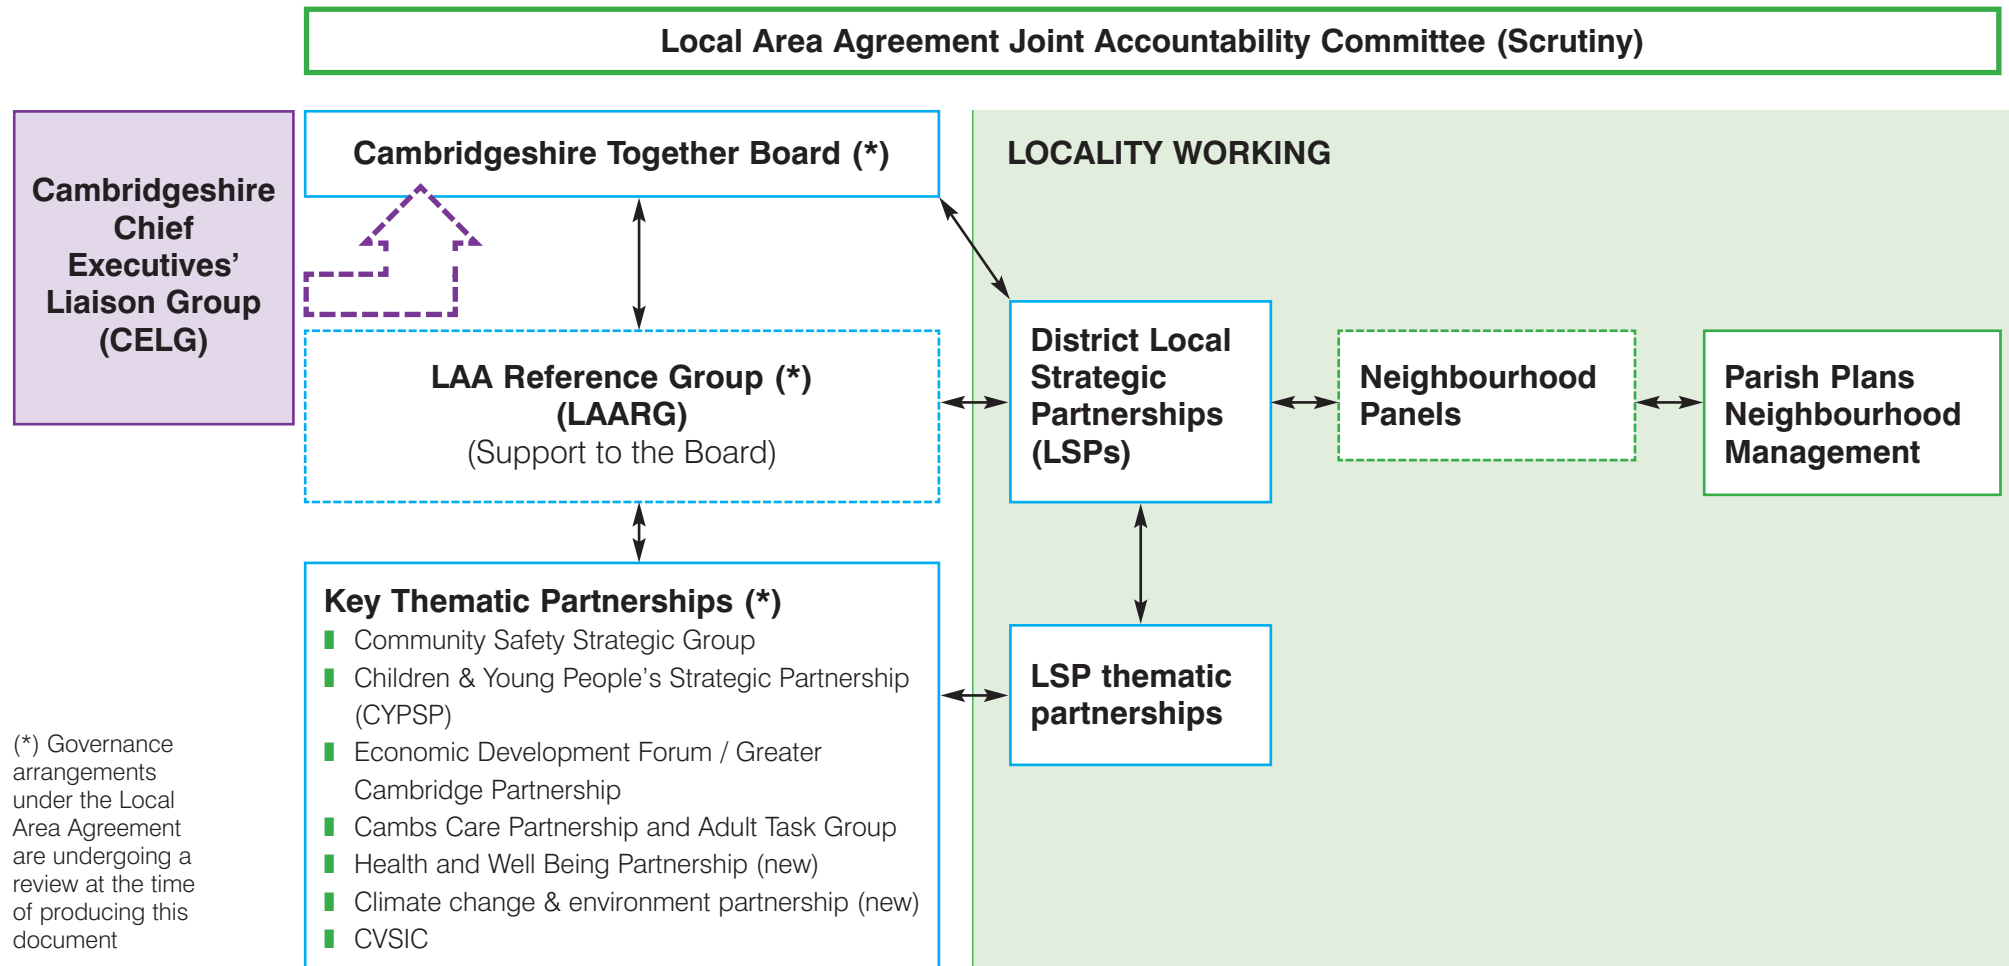 Local Area Agreement Joint Accountability Committee (Scrutiny)
Cambridgeshire
Chief
Executives’
Liaison Group
(CELG)
Cambridgeshire Together Board (*)
LOCALITY WORKING
LAA Reference Group (*)
(LAARG)
(Support to the Board)
District Local
Strategic
Partnerships
(LSPs)
Neighbourhood
Panels
Parish Plans
Neighbourhood
Management
Key Thematic Partnerships (*)
Community Safety Strategic Group
Children & Young People’s Strategic Partnership
(CYPSP)
Economic Development Forum / Greater
Cambridge Partnership
Cambs Care Partnership and Adult Task Group
Health and Well Being Partnership (new)
Climate change & environment partnership (new)
CVSIC
LSP thematic
partnerships
(*) Governance
arrangements
under the Local
Area Agreement
are undergoing a
review at the time
of producing this
document